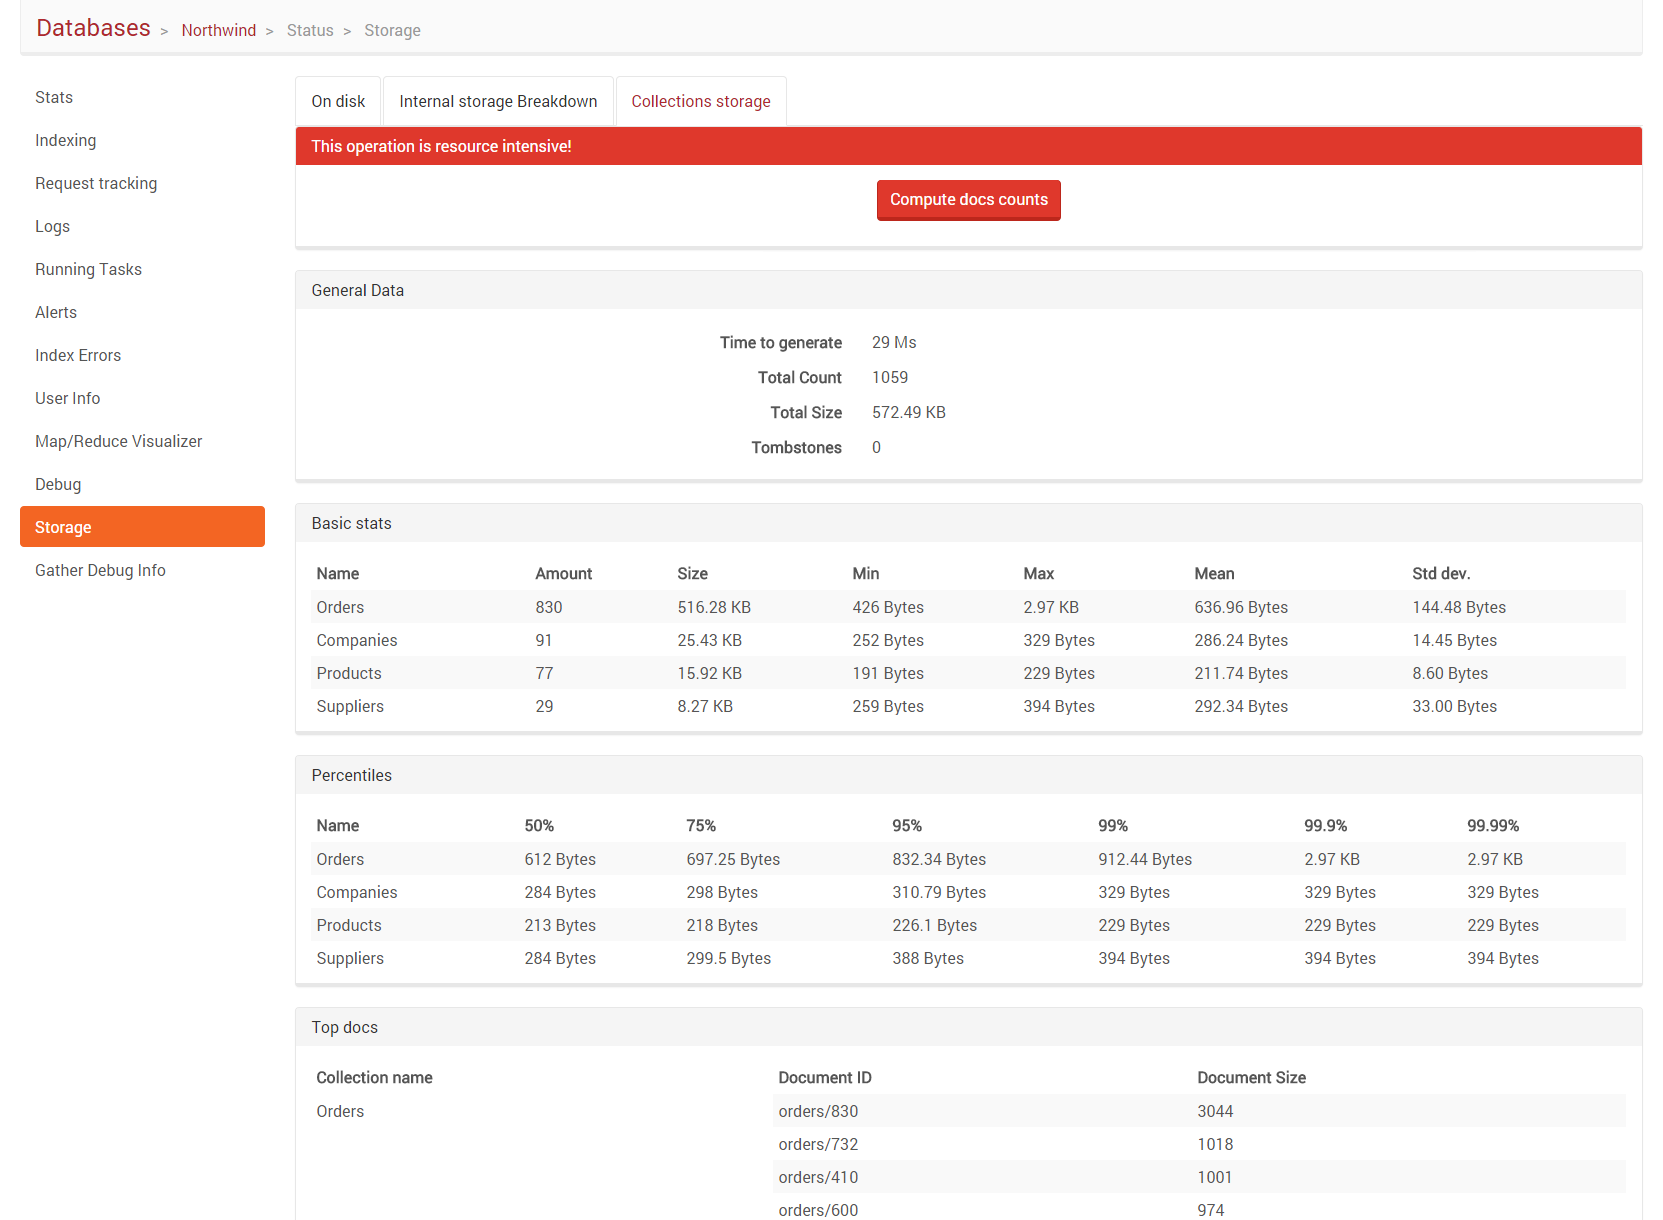 Databases > Northwind > Status > Storage
Stats
Indexing
Request tracking
Logs
Running Tasks
Alerts
Index Errors
User Info
Map/Reduce Visualizer
Debug
Storage
Gather Debug Info
On disk Internal storage Breakdown Collections storage
This operation is resource intensive!
Compute docs counts
General Data
Time to generate 29 Ms
Total Count 1059
Total Size 572.49 KB
Tombstones 0
Basic stats
Name Amount Size Min Max Mean Std dev.
Orders 830 516.28 KB 426 Bytes 2.97 KB 636.96 Bytes 144.48 Bytes
Companies 91 25.43 KB 252 Bytes 329 Bytes 286.24 Bytes 14.45 Bytes
Products 77 15.92 KB 191 Bytes 229 Bytes 211.74 Bytes 8.60 Bytes
Suppliers 29 8.27 KB 259 Bytes 394 Bytes 292.34 Bytes 33.00 Bytes
Percentiles
Name 50% 75% 95% 99% 99.9% 99.99%
Orders 612 Bytes 697.25 Bytes 832.34 Bytes 912.44 Bytes 2.97 KB 2.97 KB
Companies 284 Bytes 298 Bytes 310.79 Bytes 329 Bytes 329 Bytes 329 Bytes
Products 213 Bytes 218 Bytes 226.1 Bytes 229 Bytes 229 Bytes 229 Bytes
Suppliers 284 Bytes 299.5 Bytes 388 Bytes 394 Bytes 394 Bytes 394 Bytes
Top docs
Collection name Document ID Document Size
Orders orders/830 3044
orders/732 1018
orders/410 1001
orders/600 974